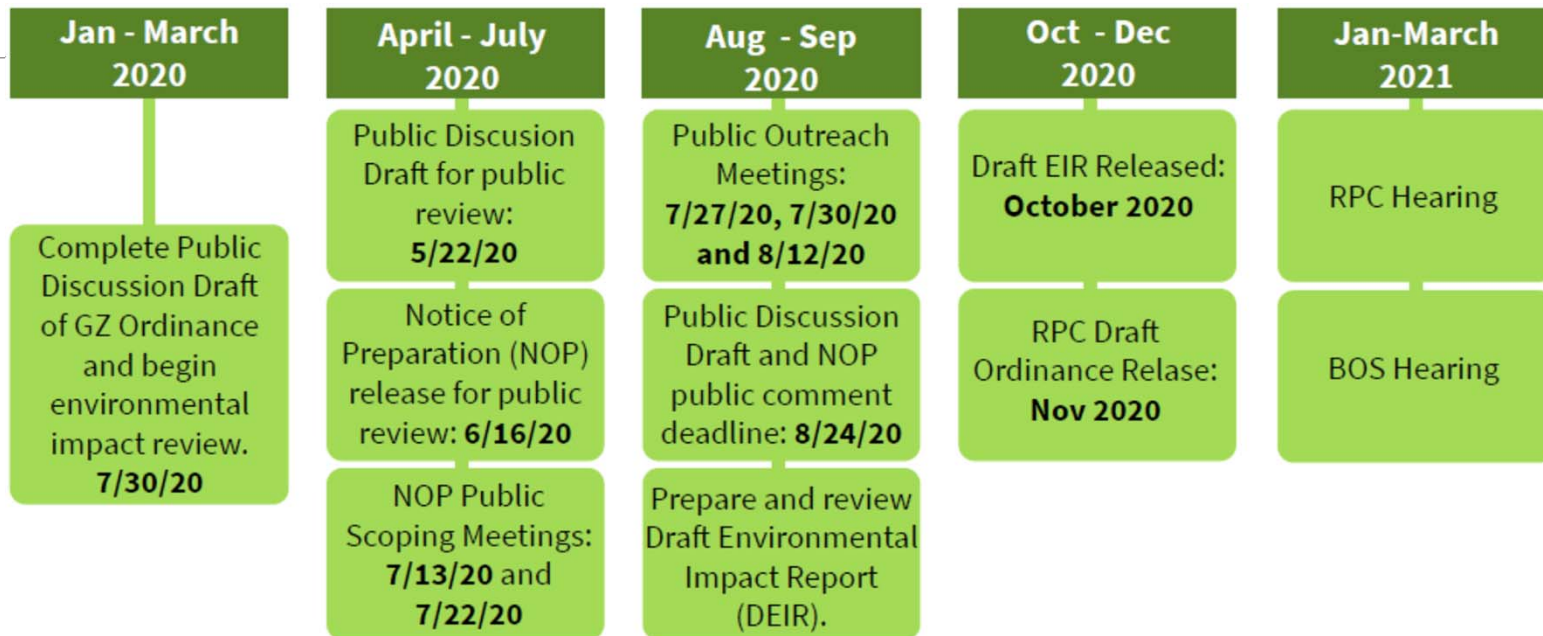 Jan - March
2020
Complete Public
Discussion Draft
of GZ Ordinance
and begin
environmental
impact review.
7/30/20
April - July
2020
Public Discusion
Draft for public
review:
5/22/20
Notice of
Preparation (NOP)
release for public
review: 6/16/20
NOP Public
Scoping Meetings:
7/13/20 and
7/22/20
Aug - Sep
2020
Public Outreach
Meetings:
7/27/20, 7/30/20
and 8/12/20
Public Discussion
Draft and NOP
public comment
deadline: 8/24/20
Prepare and review
Draft Environmental
Impact Report
(DEIR).
Oct - Dec
2020
Draft EIR Released:
October 2020
RPC Draft
Ordinance Relase:
Nov 2020
Jan-March
2021
RPC Hearing
BOS Hearing